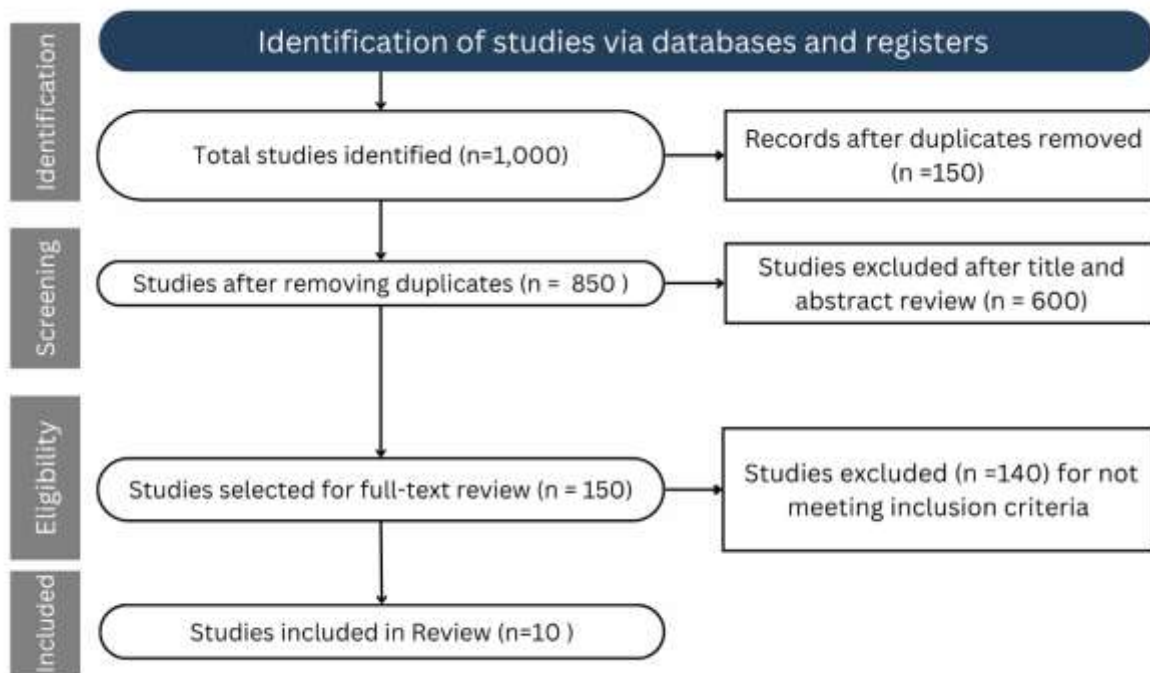 Identification of studies via databases and registers
Identification
Total studies identified (n=1,000)
Records after duplicates removed
(n =150)
Screening
Studies after removing duplicates (n =  850 )
Studies excluded after title and
abstract review (n = 600)
Eligibility
Studies selected for full-text review (n = 150)
Studies excluded (n =140) for not
meeting inclusion criteria
Included
Studies included in Review (n=10 )